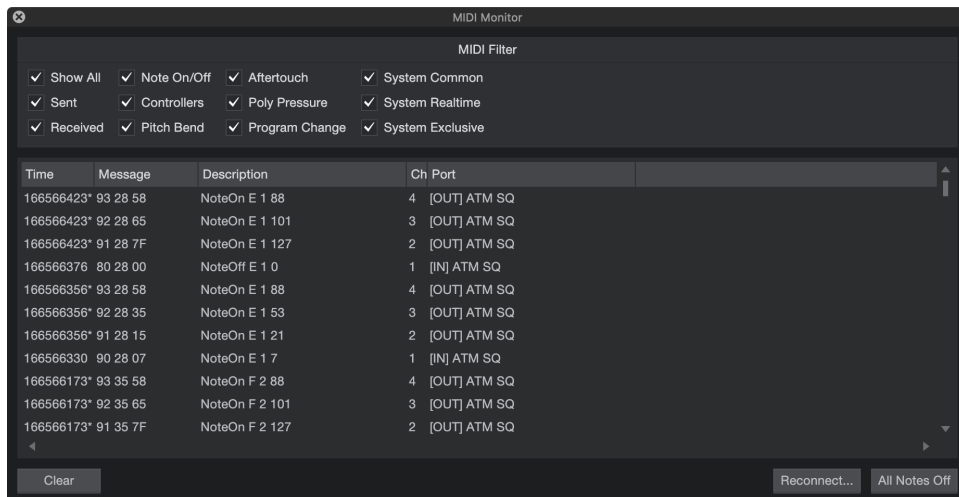 MIDI Monitor
MIDI Filter
Show All Note On/Off Aftertouch System Common
Sent Controllers Poly Pressure System Realtime
Received Pitch Bend Program Change System Exclusive
Time Message Description Ch Port
166566423* 93 28 58 NoteOn E 1 88 4 [OUT] ATM SQ
166566423* 92 28 65 NoteOn E 1 101 3 [OUT] ATM SQ
166566423* 91 28 7F NoteOn E 1 127 2 [OUT] ATM SQ
166566376 80 28 00 NoteOff E 1 0 1 [IN] ATM SQ
166566356* 93 28 58 NoteOn E 1 88 4 [OUT] ATM SQ
166566356* 92 28 35 NoteOn E 1 53 3 [OUT] ATM SQ
166566356* 91 28 15 NoteOn E 1 21 2 [OUT] ATM SQ
166566330 90 28 07 NoteOn E 1 7 1 [IN] ATM SQ
166566173* 93 35 58 NoteOn F 2 88 4 [OUT] ATM SQ
166566173* 92 35 65 NoteOn F 2 101 3 [OUT] ATM SQ
166566173* 91 35 7F NoteOn F 2 127 2 [OUT] ATM SQ
Clear Reconnect... All Notes Off